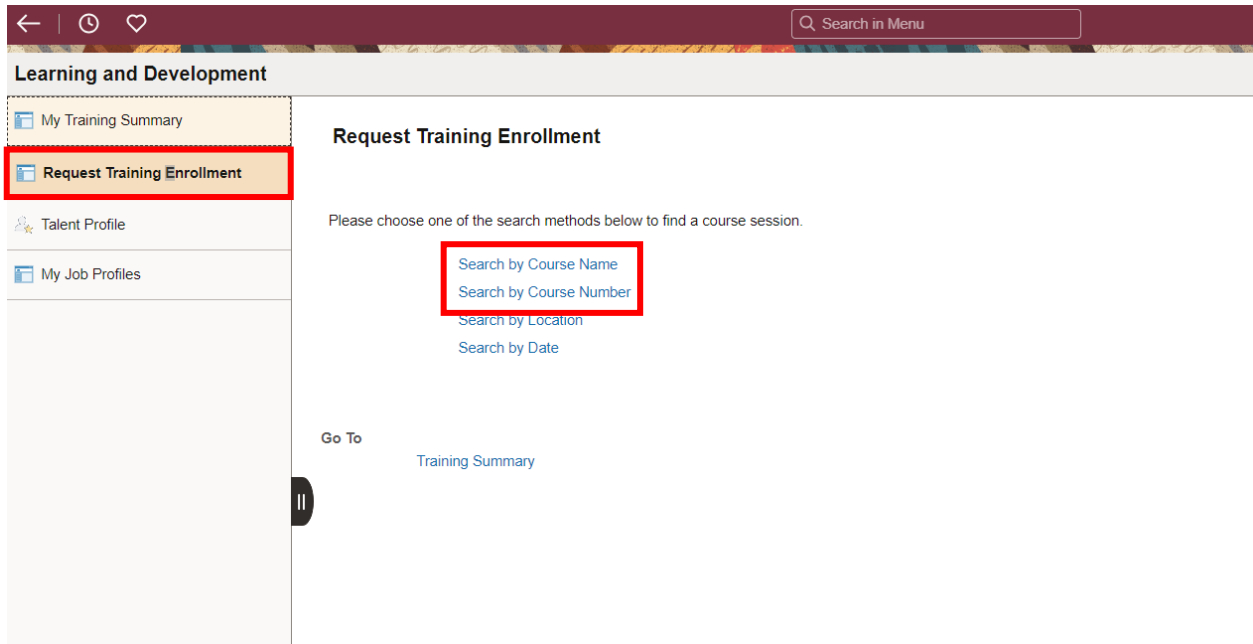 Search in Menu
Learning and Development
My Training Summary
Request Training Enrollment
Talent Profile
My Job Profiles
Request Training Enrollment
Please choose one of the search methods below to find a course session.
Search by Course Name
Search by Course Number
Search by Location
Search by Date
Go To
Training Summary